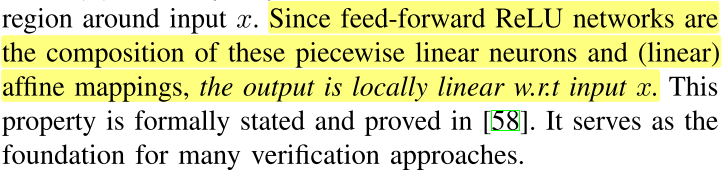 region around input x. Since feed-forward ReLU networks are
the composition of these piecewise linear neurons and (linear)
affine mappings, the output is locally linear w.r.t input x. This
property is formally stated and proved in [58]. It serves as the
foundation for many verification approaches.